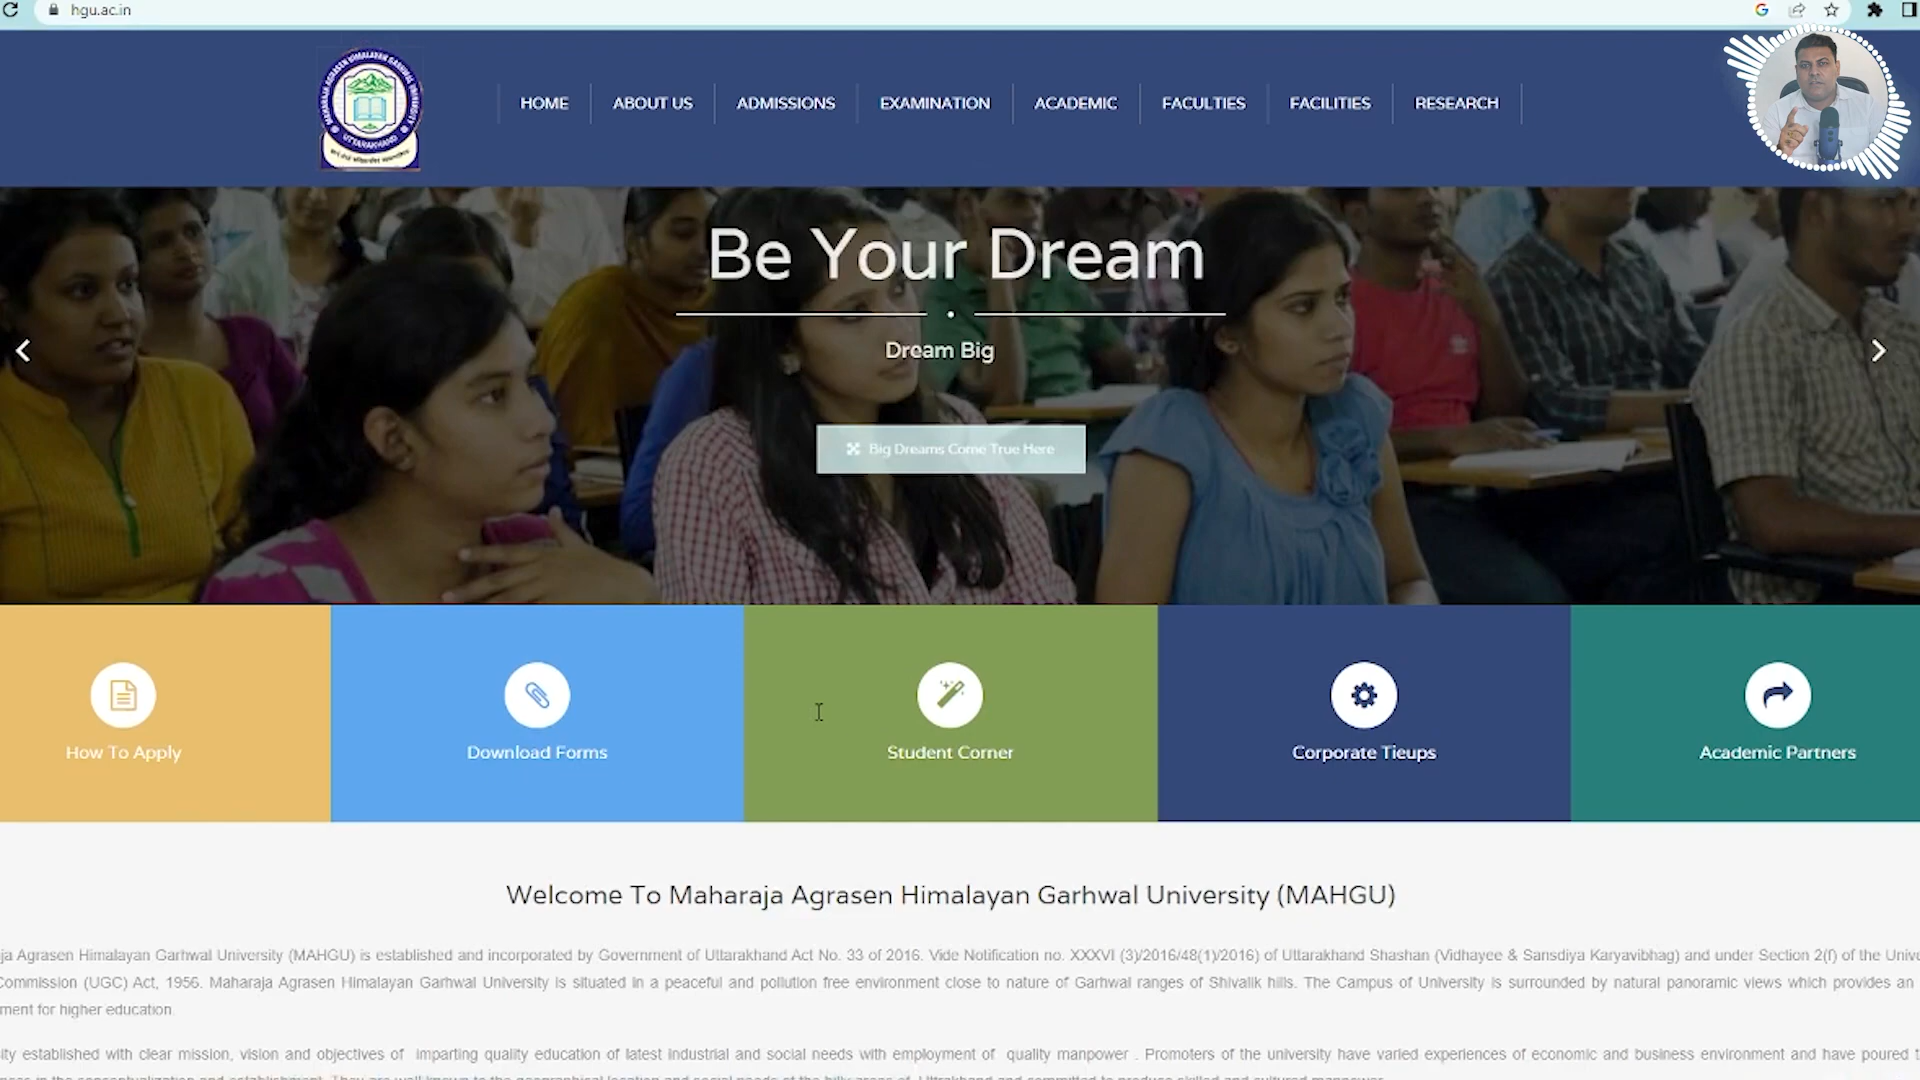 hgu.ac.in
MAHARAJA AGRASEN HIMALAYAN GARHWAL UNIVERSITY
UTTARAKHAND
HOME
ABOUT US
ADMISSIONS
EXAMINATION
ACADEMIC
FACULTIES
FACILITIES
RESEARCH
Be Your Dream
Dream Big
Big Dreams Come True Here
How To Apply
Download Forms
Student Corner
Corporate Tieups
Academic Partners
Welcome To Maharaja Agrasen Himalayan Garhwal University (MAHGU)
ja Agrasen Himalayan Garhwal University (MAHGU) is established and incorporated by Government of Uttarakhand Act No. 33 of 2016. Vide Notification no. XXXVI (3)/2016/48(1)/2016) of Uttarakhand Shashan (Vidhayee & Sansdiya Karyavibhag) and under Section 2(f) of the Unive
Commission (UGC) Act, 1956. Maharaja Agrasen Himalayan Garhwal University is situated in a peaceful and pollution free environment close to nature of Garhwal ranges of Shivalik hills. The Campus of University is surrounded by natural panoramic views which provides an
ment for higher education.
ity established with clear mission, vision and objectives of imparting quality education of latest industrial and social needs with employment of quality manpower . Promoters of the university have varied experiences of economic and business environment and have poured t